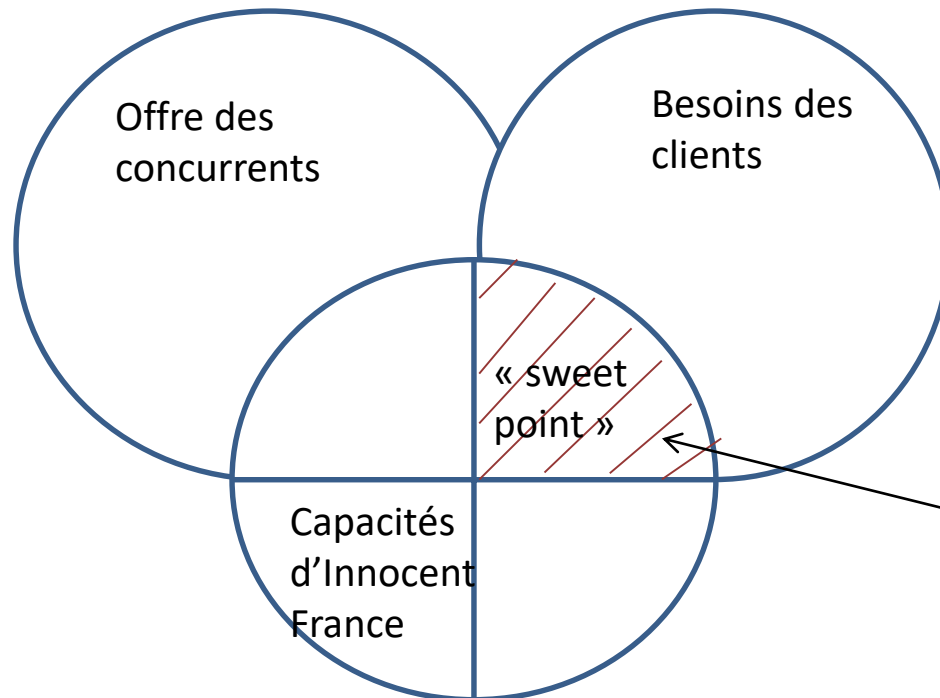 Offre des
concurrents
Besoins des
clients
« sweet
point »
Capacités
d’Innocent
France